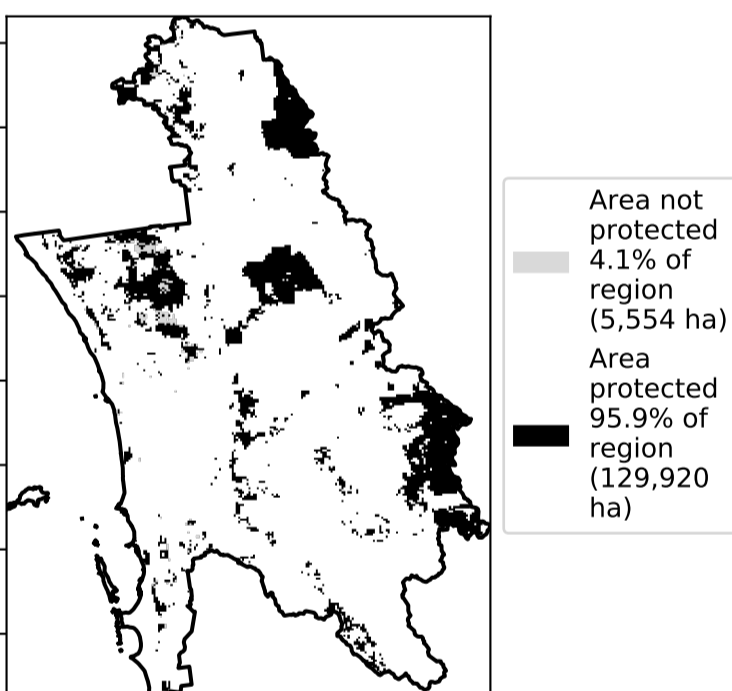 Area not
protected
4.1% of
region
(5,554 ha)
Area
protected
95.9% of
region
(129,920
ha)